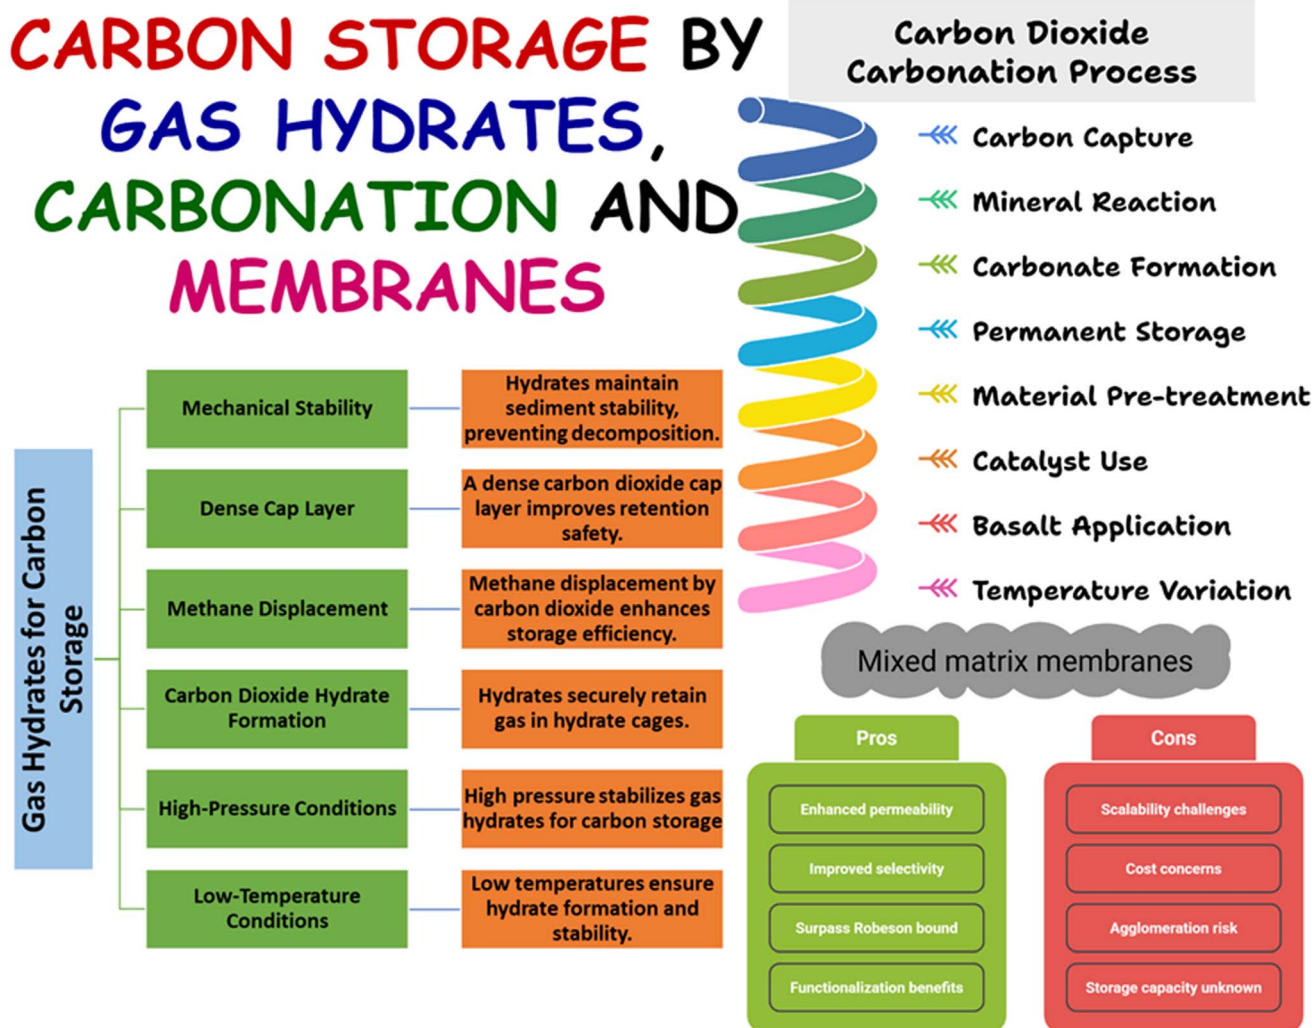 CARBON STORAGE BY
GAS HYDRATES,
CARBONATION AND
MEMBRANES
Gas Hydrates for Carbon
Storage
Mechanical Stability
Hydrates maintain
sediment stability,
preventing decomposition.
Dense Cap Layer
A dense carbon dioxide cap
layer improves retention
safety.
Methane Displacement
Methane displacement by
carbon dioxide enhances
storage efficiency.
Carbon Dioxide Hydrate
Formation
Hydrates securely retain
gas in hydrate cages.
High-Pressure Conditions
High pressure stabilizes gas
hydrates for carbon storage
Low-Temperature
Conditions
Low temperatures ensure
hydrate formation and
stability.
Carbon Dioxide
Carbonation Process
Carbon Capture
Mineral Reaction
Carbonate Formation
Permanent Storage
Material Pre-treatment
Catalyst Use
Basalt Application
Temperature Variation
Mixed matrix membranes
Pros
Enhanced permeability
Improved selectivity
Surpass Robeson bound
Functionalization benefits
Cons
Scalability challenges
Cost concerns
Agglomeration risk
Storage capacity unknown